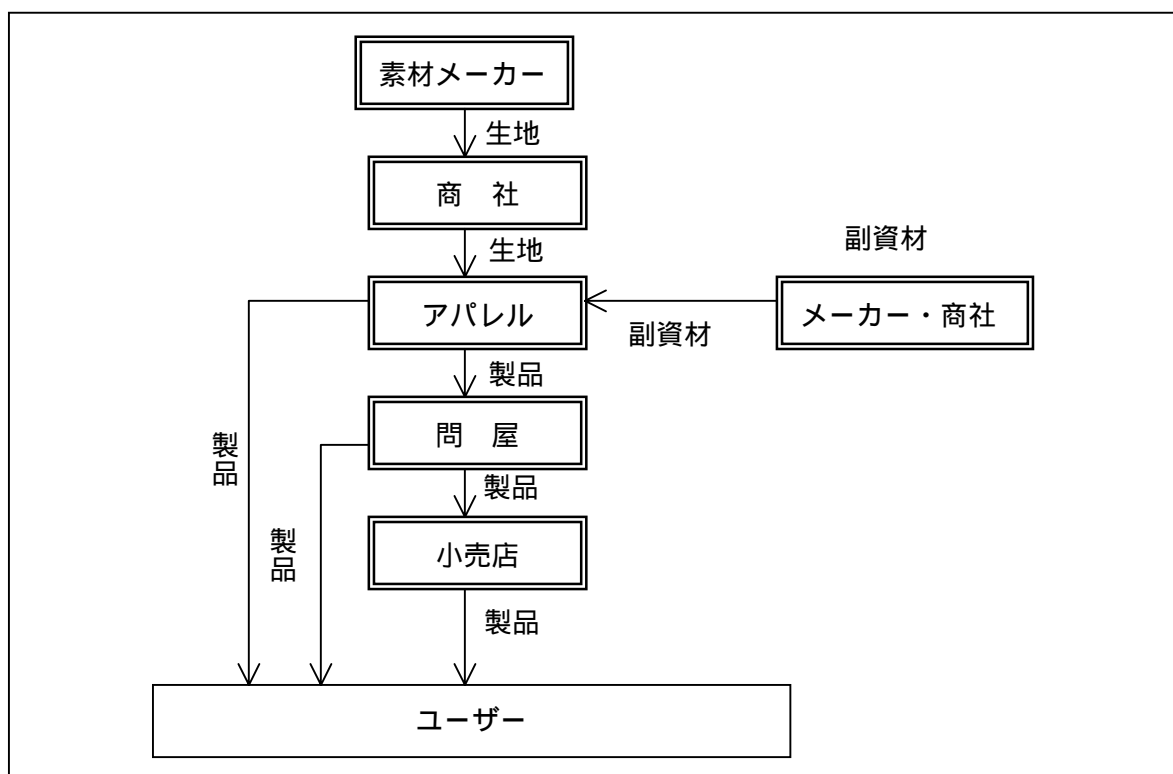 素材メーカー
生地
商　社
生地
副資材
アパレル
メーカー・商社
副資材
製品
問　屋
製品
製品
製品
小売店
製品
ユーザー